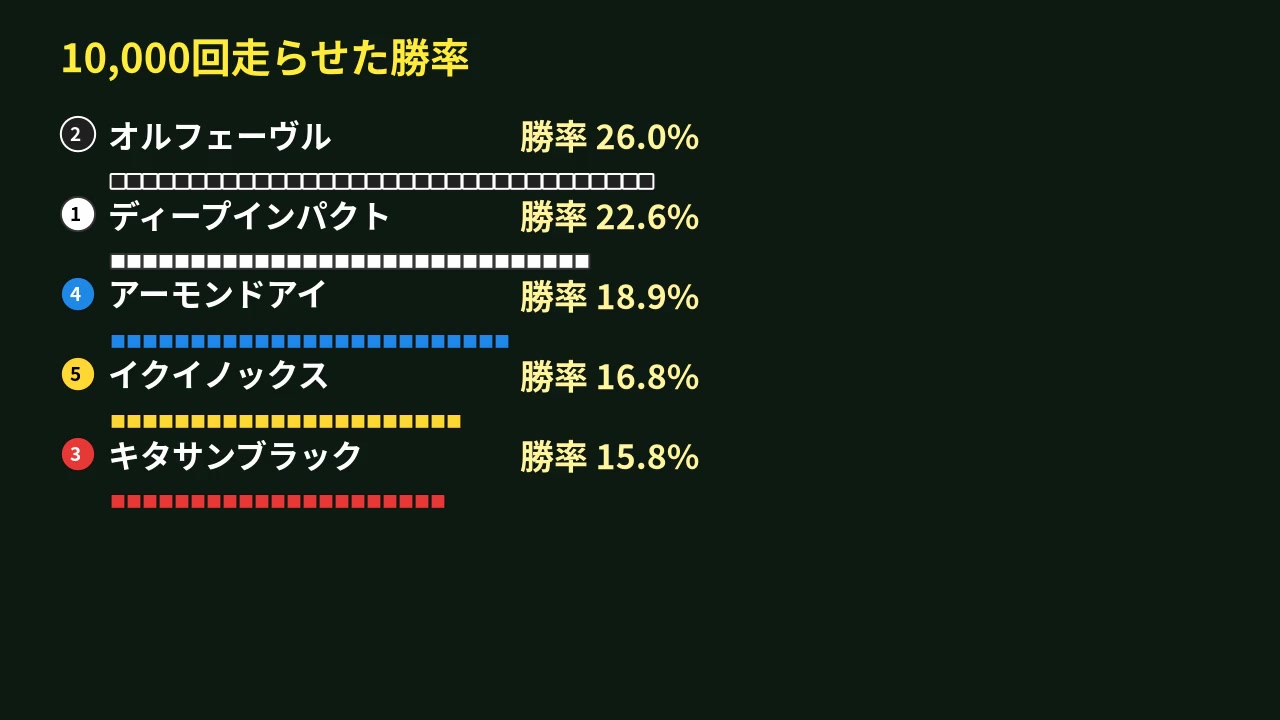 10,000回走らせた勝率
2 オルフェーヴル 勝率 26.0%
1 ディープインパクト 勝率 22.6%
4 アーモンドアイ 勝率 18.9%
5 イクイノックス 勝率 16.8%
3 キタサンブラック 勝率 15.8%